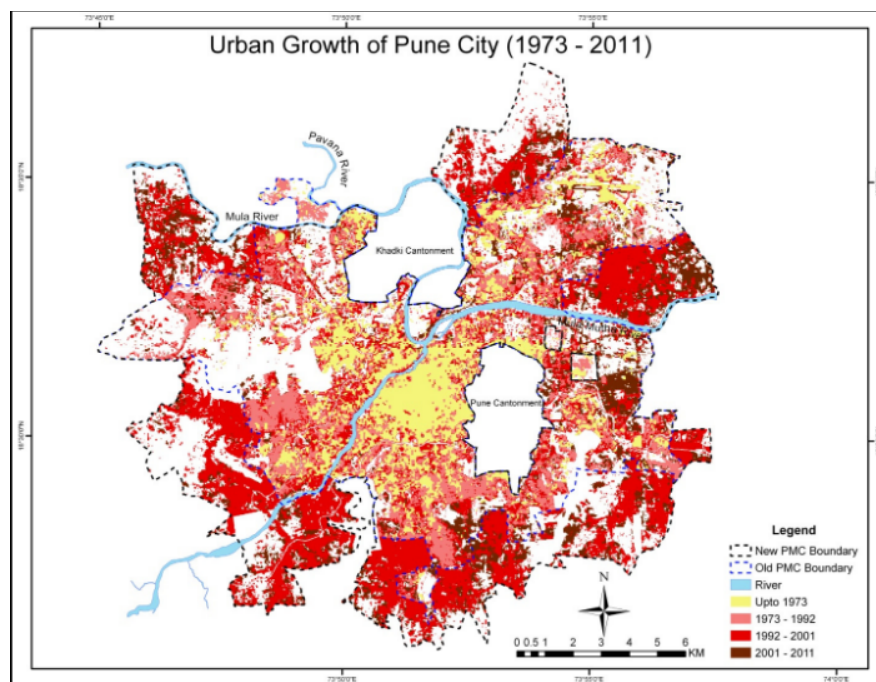 73°45'0"E
73°50'0"E
73°55'0"E
Urban Growth of Pune City (1973 - 2011)
Pavana River
Mula River
Khadki Cantonment
Pune Cantonment
Legend
New PMC Boundary
Old PMC Boundary
River
Upto 1973
1973 - 1992
1992 - 2001
2001 - 2011
N
0 0.5 1 2 3 4 5 6
KM
73°50'0"E
73°55'0"E
74°0'0"E
18°30'0"N